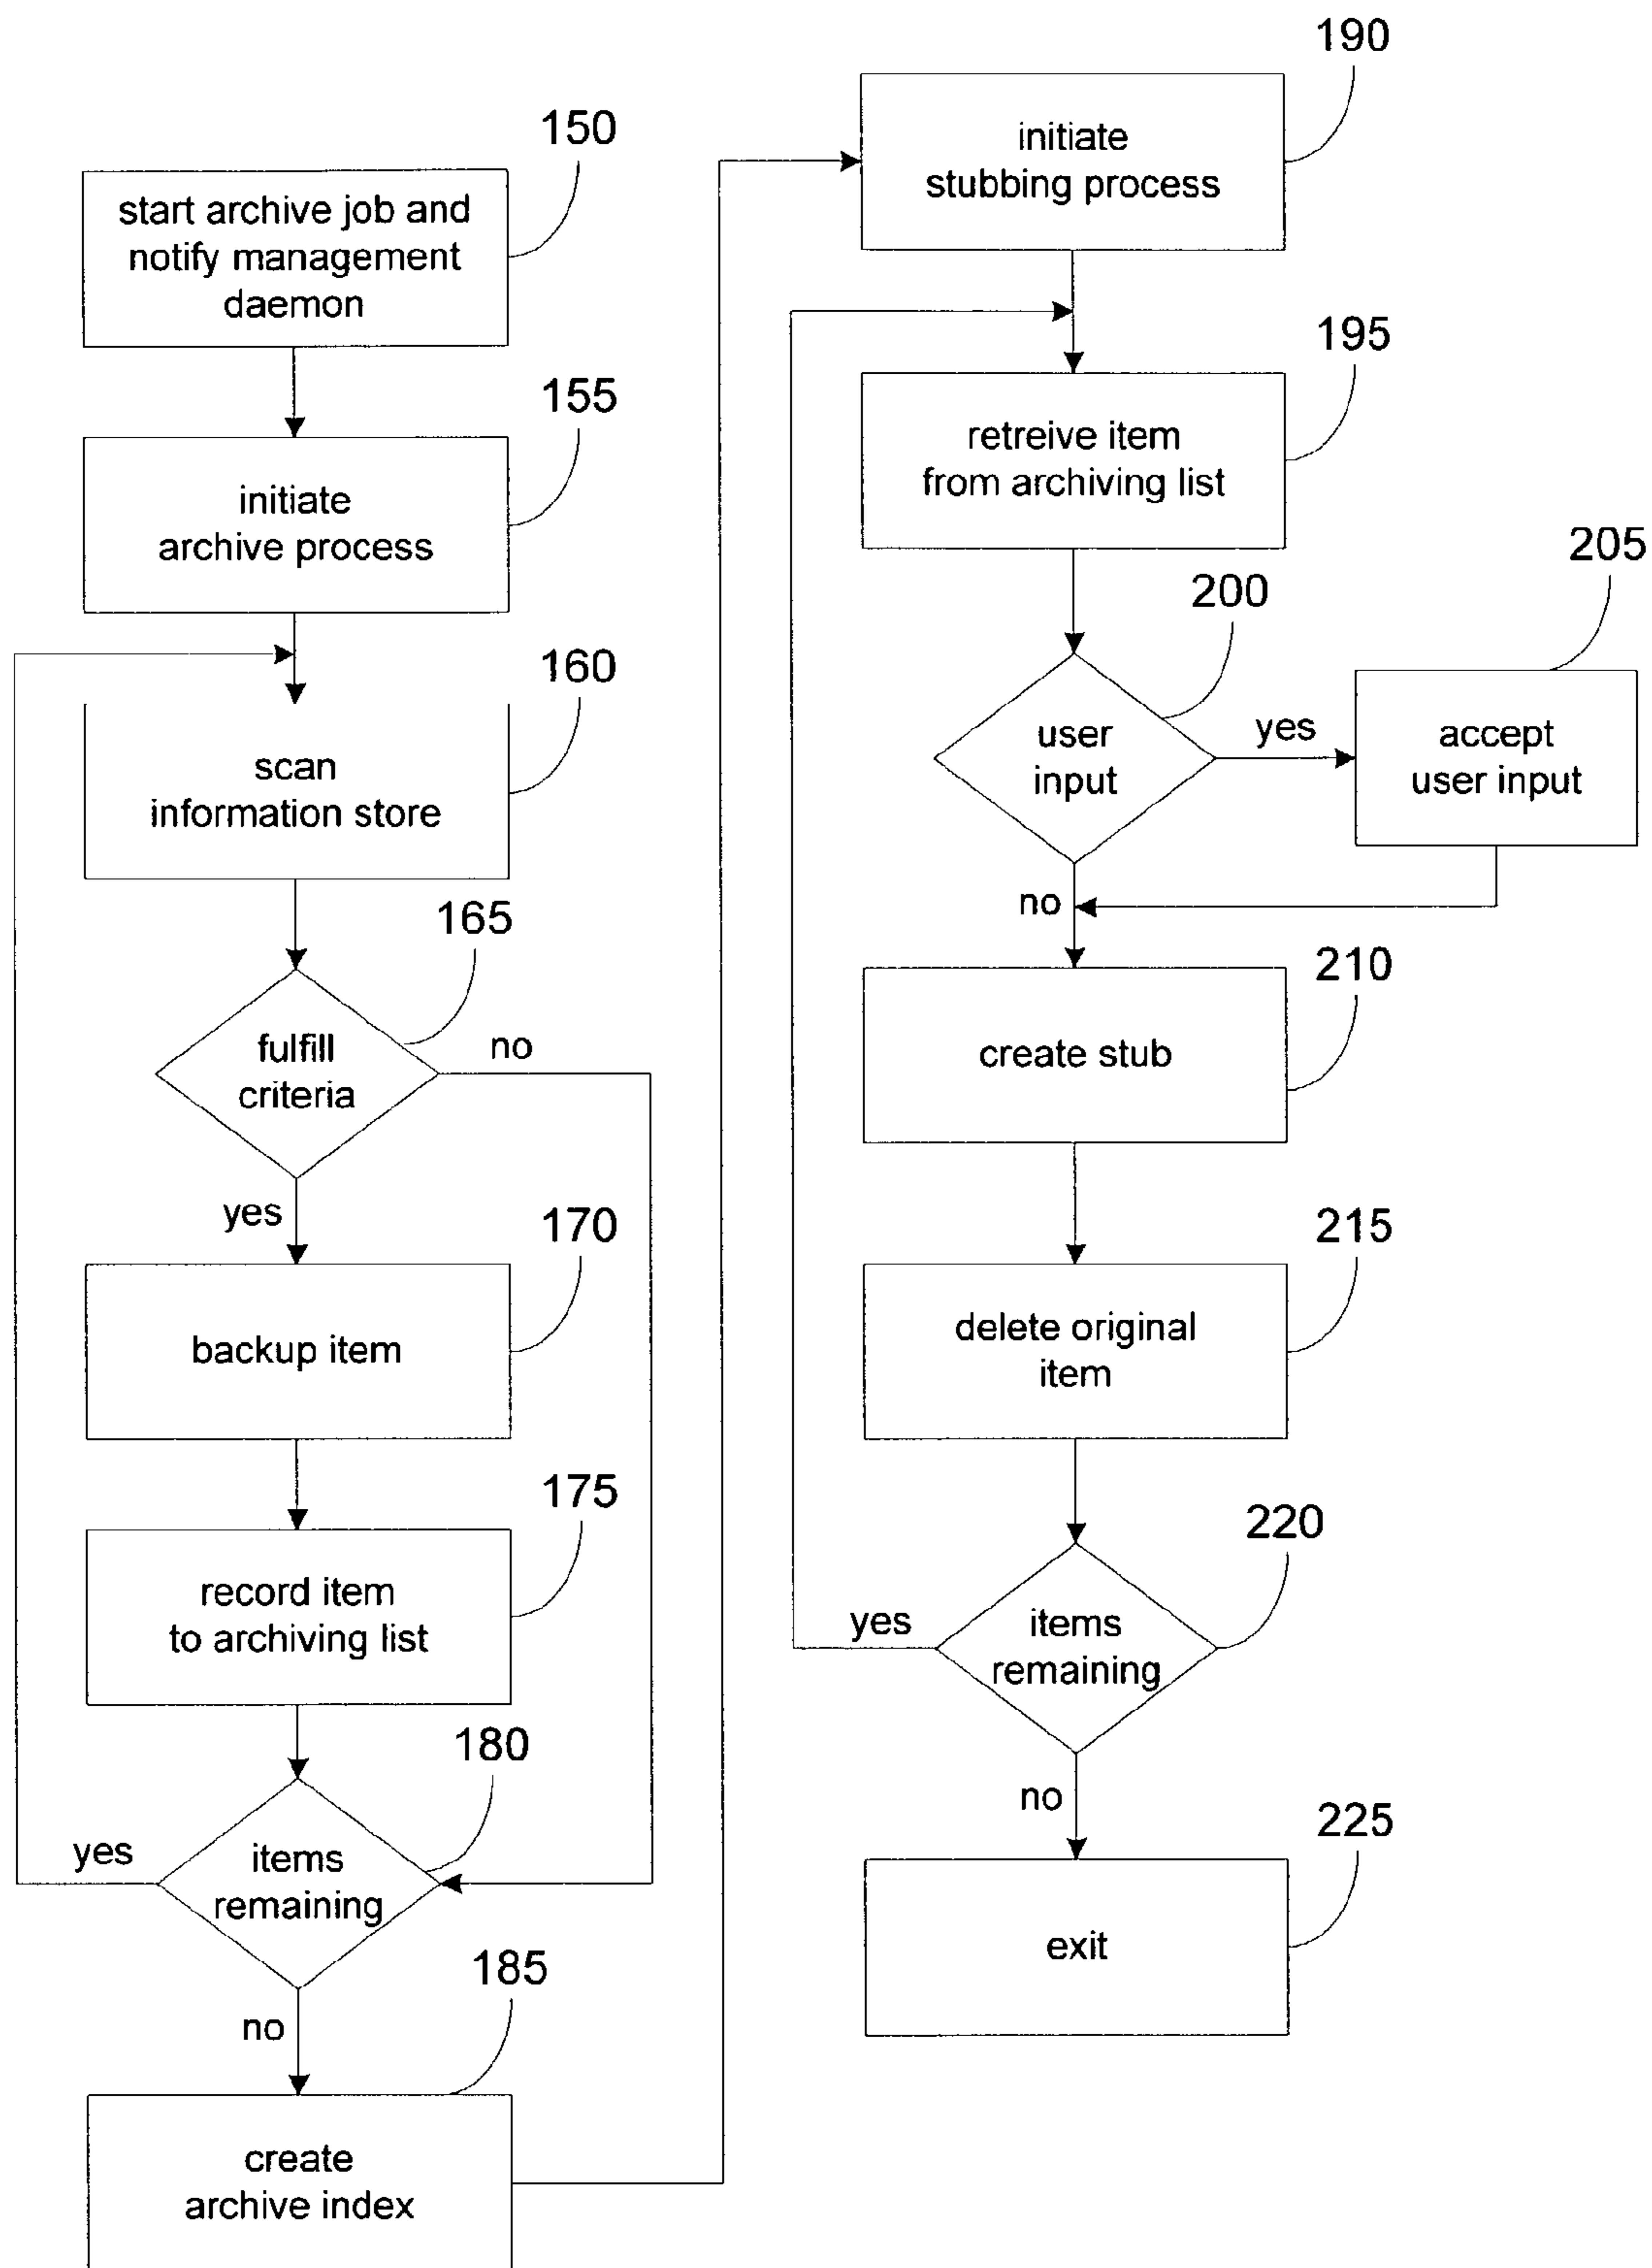 150
start archive job and
notify management
daemon
155
initiate
archive process
160
scan
information store
165
fulfill
criteria
no
yes
170
backup item
175
record item
to archiving list
180
yes
items
remaining
no
185
create
archive index
190
initiate
stubbing process
195
retreive item
from archiving list
200
user
input
yes
205
accept
user input
no
210
create stub
215
delete original
item
220
yes
items
remaining
no
225
exit